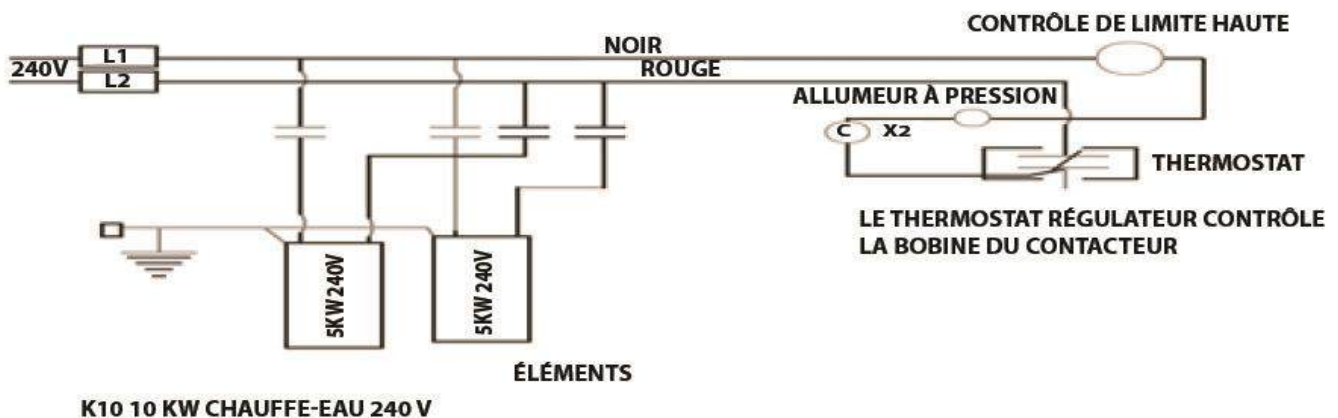 CONTRÔLE DE LIMITE HAUTE
L1
NOIR
240V
L2
ROUGE
ALLUMEUR À PRESSION
C X2
THERMOSTAT
LE THERMOSTAT RÉGULATEUR CONTRÔLE
LA BOBINE DU CONTACTEUR
5KW 240V
5KW 240V
ÉLÉMENTS
K10 10 KW CHAUFFE-EAU 240 V